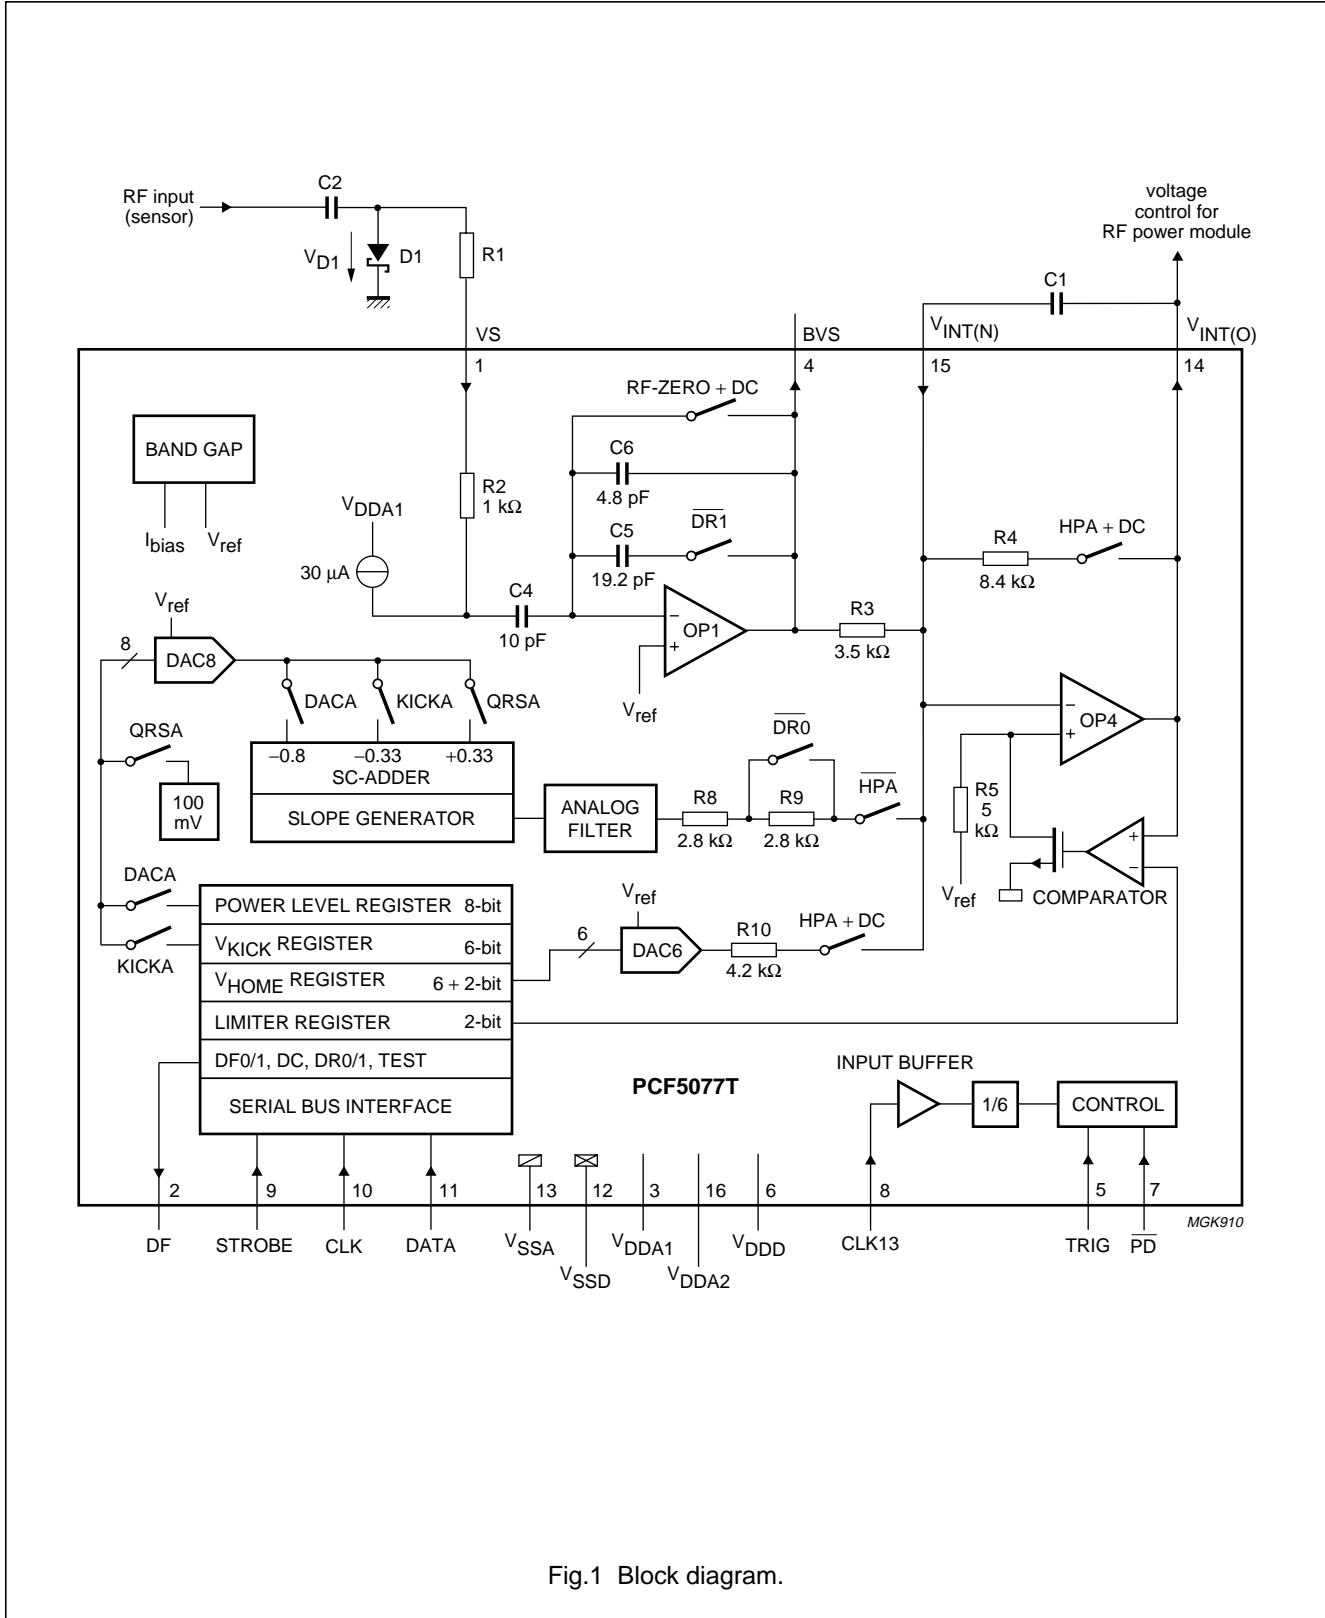 RF input
(sensor)
C2
VD1
D1
R1
voltage
control for
RF power module
C1
VS
BVS
VINT(N)
VINT(O)
1
4
15
14
RF-ZERO + DC
BAND GAP
Ibias
Vref
C6
4.8 pF
R2
1 kΩ
VDDA1
30 μA
C5
19.2 pF
DR1
R4
8.4 kΩ
HPA + DC
C4
10 pF
−
OP1
+
Vref
R3
3.5 kΩ
Vref
8
DAC8
DACA
KICKA
QRSA
−0.8
−0.33
+0.33
SC-ADDER
SLOPE GENERATOR
QRSA
100
mV
ANALOG
FILTER
R8
2.8 kΩ
DR0
R9
2.8 kΩ
HPA
−
OP4
+
R5
5
kΩ
Vref
+
−
COMPARATOR
DACA
KICKA
POWER LEVEL REGISTER 8-bit
VKICK REGISTER 6-bit
VHOME REGISTER 6 + 2-bit
LIMITER REGISTER 2-bit
DF0/1, DC, DR0/1, TEST
SERIAL BUS INTERFACE
6
Vref
DAC6
R10
4.2 kΩ
HPA + DC
PCF5077T
INPUT BUFFER
1/6
CONTROL
2
9
10
11
13
12
3
16
6
8
5
7
MGK910
DF
STROBE
CLK
DATA
VSSA
VSSD
VDDA1
VDDA2
VDDD
CLK13
TRIG
PD
Fig.1 Block diagram.